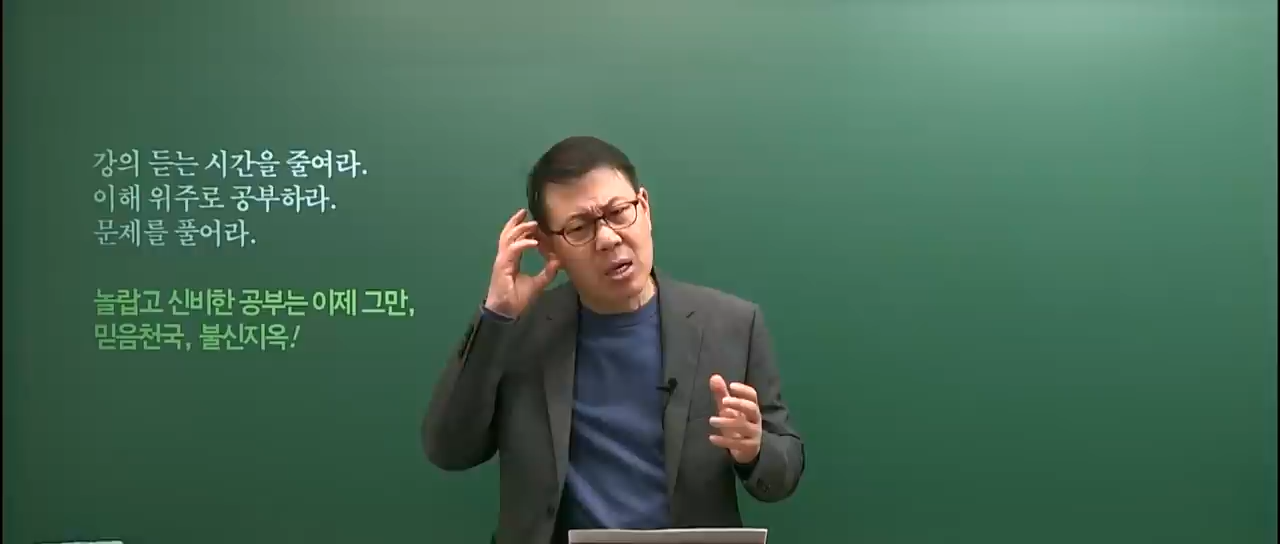 강의 듣는 시간을 줄여라.
이해 위주로 공부하라.
문제를 풀어라.
놀랍고 신비한 공부는 이제 그만,
믿음천국, 불신지옥!